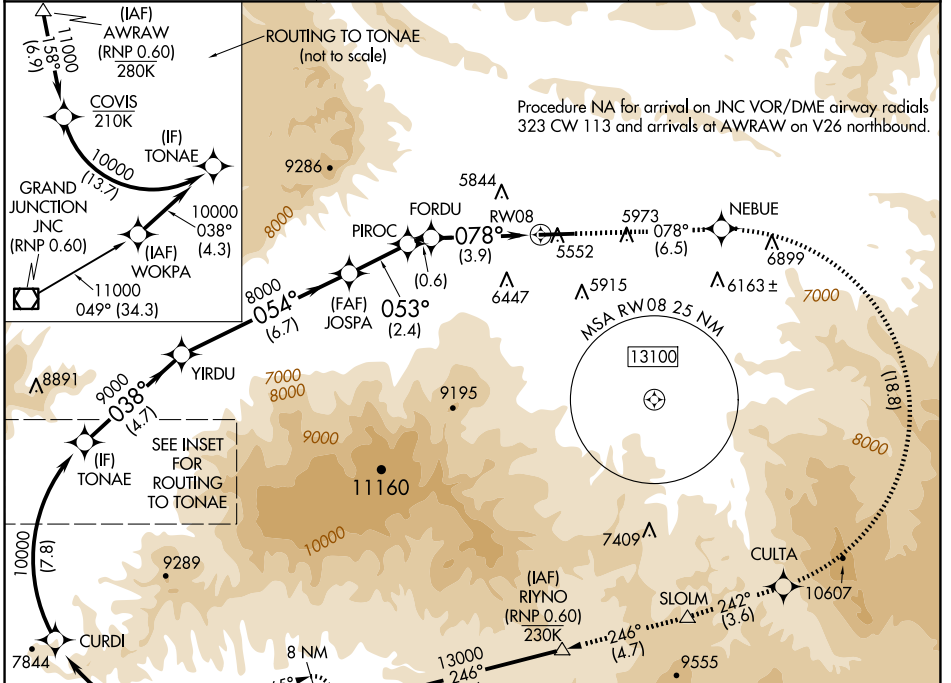 (IAF)
AWRAW
(RNP 0.60)
280K
11000
158°
(6.9)
COVIS
210K
10000
(13.7)
(IF)
TONAE
GRAND
JUNCTION
JNC
(RNP 0.60)
10000
038°
(4.3)
(IAF)
WOKPA
11000
049° (34.3)
ROUTING TO TONAE
(not to scale)
Procedure NA for arrival on JNC VOR/DME airway radials
323 CW 113 and arrivals at AWRAW on V26 northbound.
9286
8000
5844
FORDU
PIROC
RW08
078°
(3.9)
(0.6)
5552
5973
078°
(6.5)
NEBUE
6899
6447
5915
6163 ±
7000
8000
054°
(6.7)
(FAF)
JOSPA
053°
(2.4)
MSA RW08 25 NM
13100
(18.8)
8000
YIRDU
8891
9000
038°
(4.7)
7000
8000
9195
9000
(IF)
TONAE
SEE INSET
FOR
ROUTING
TO TONAE
11160
10000
7409
10000
(7.8)
9289
CULTA
10607
(IAF)
RIYNO
(RNP 0.60)
230K
SLOLM
242°
(3.6)
246°
(4.7)
CURDI
7844
8 NM
13000
246°
9555